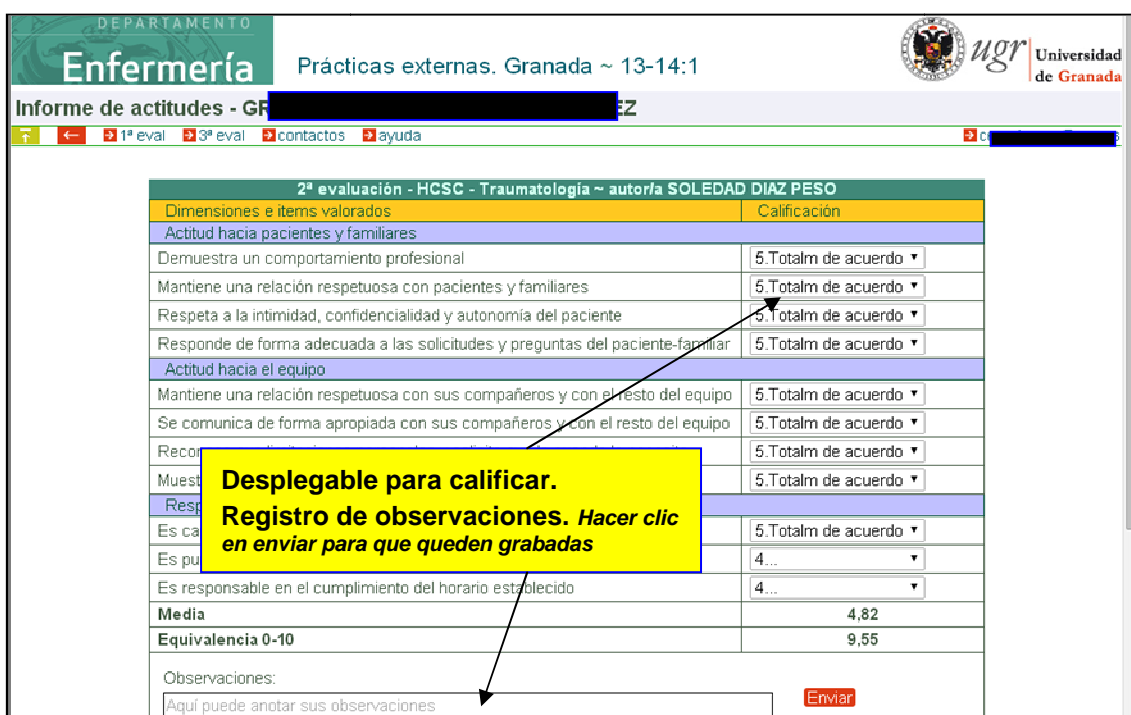 DEPARTAMENTO
Enfermería
Prácticas externas. Granada ~ 13-14:1
ugr
Universidad
de Granada
Informe de actitudes - GR EZ
1ª eval 3ª eval contactos ayuda
2ª evaluación - HCSC - Traumatología ~ autor/a SOLEDAD DIAZ PESO
Dimensiones e items valorados Calificación
Actitud hacia pacientes y familiares
Demuestra un comportamiento profesional 5.Totalm de acuerdo
Mantiene una relación respetuosa con pacientes y familiares 5.Totalm de acuerdo
Respeta a la intimidad, confidencialidad y autonomía del paciente 5.Totalm de acuerdo
Responde de forma adecuada a las solicitudes y preguntas del paciente-familiar 5.Totalm de acuerdo
Actitud hacia el equipo
Mantiene una relación respetuosa con sus compañeros y con el resto del equipo 5.Totalm de acuerdo
Se comunica de forma apropiada con sus compañeros y con el resto del equipo 5.Totalm de acuerdo
5.Totalm de acuerdo
5.Totalm de acuerdo
Desplegable para calificar.
Registro de observaciones. Hacer clic
en enviar para que queden grabadas
Es ca 5.Totalm de acuerdo
Es pu 4...
Es responsable en el cumplimiento del horario establecido 4...
Media 4,82
Equivalencia 0-10 9,55
Observaciones:
Aquí puede anotar sus observaciones
Enviar